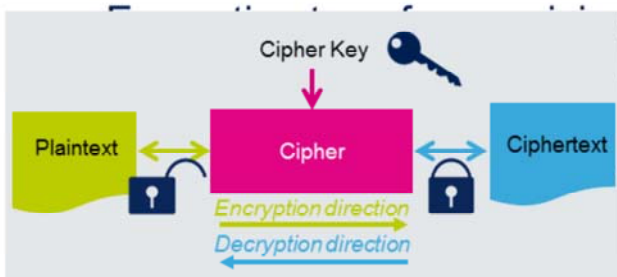 Cipher Key
Plaintext
Cipher
Ciphertext
Encryption direction
Decryption direction